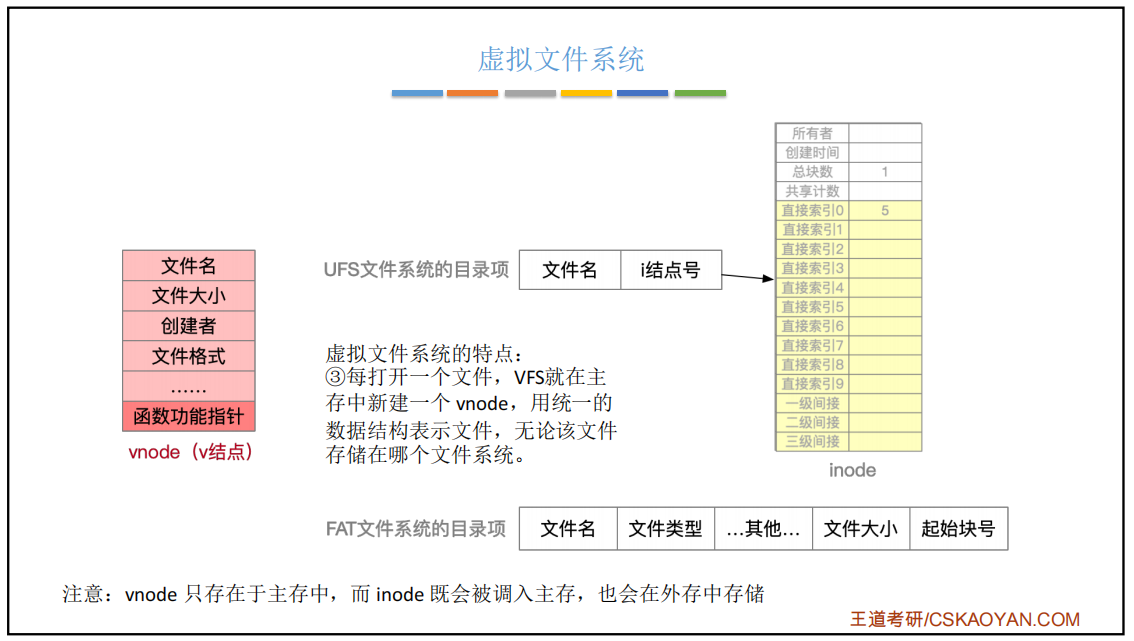 虚拟文件系统
所有者
创建时间
总块数 1
共享计数
直接索引0 5
直接索引1
直接索引2
直接索引3
直接索引4
直接索引5
直接索引6
直接索引7
直接索引8
直接索引9
一级间接
二级间接
三级间接
inode
UFS文件系统的目录项 文件名 i结点号
文件名
文件大小
创建者
文件格式
……
函数功能指针
vnode（v结点）
虚拟文件系统的特点：
③每打开一个文件，VFS就在主
存中新建一个 vnode，用统一的
数据结构表示文件，无论该文件
存储在哪个文件系统。
FAT文件系统的目录项 文件名 文件类型 …其他… 文件大小 起始块号
注意：vnode 只存在于主存中，而 inode 既会被调入主存，也会在外存中存储
王道考研/CSKAOYAN.COM